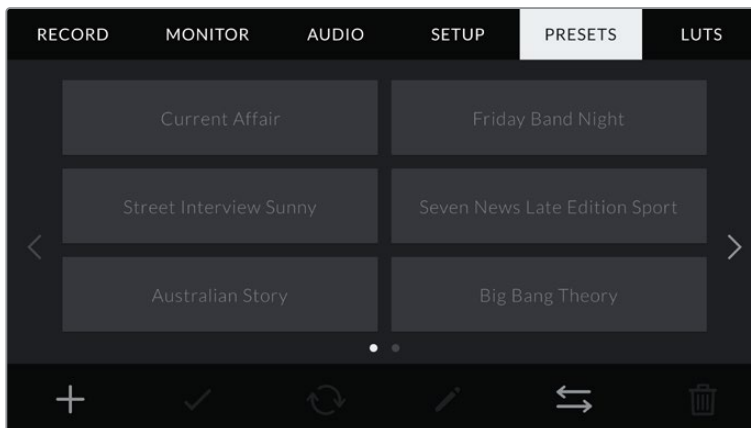 RECORD MONITOR AUDIO SETUP PRESETS LUTS
Current Affair Friday Band Night
Street Interview Sunny Seven News Late Edition Sport
Australian Story Big Bang Theory